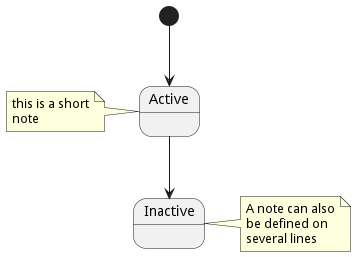 Active
this is a short
note
Inactive
A note can also
be defined on
several lines